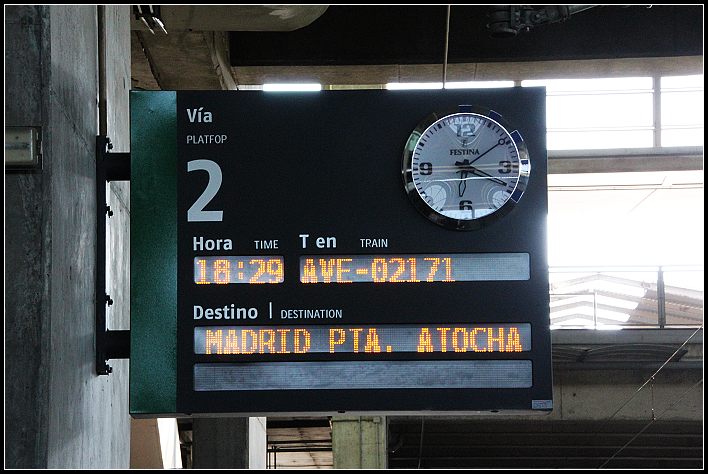 Vía
PLATFOP
2
12
FESTINA
9
3
6
Hora TIME T en TRAIN
18:29 AVE-02171
Destino | DESTINATION
MADRID PTA. ATOCHA